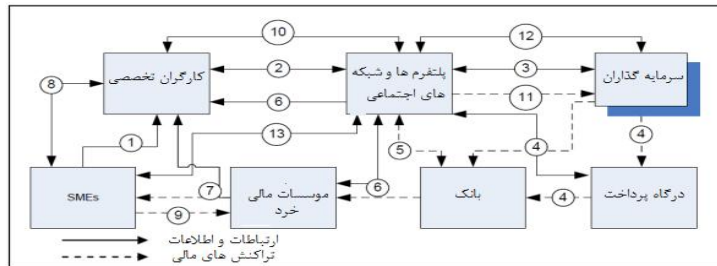 10
12
کارگران تخصصی
2
پلتفرم ها و شبکه
های اجتماعی
3
سرمایه گذاران
8
6
11
1
13
5
4
4
SMEs
7
9
موسسات مالی
خرد
6
بانک
4
درگاه پرداخت
ارتباطات و اطلاعات
تراکنش های مالی